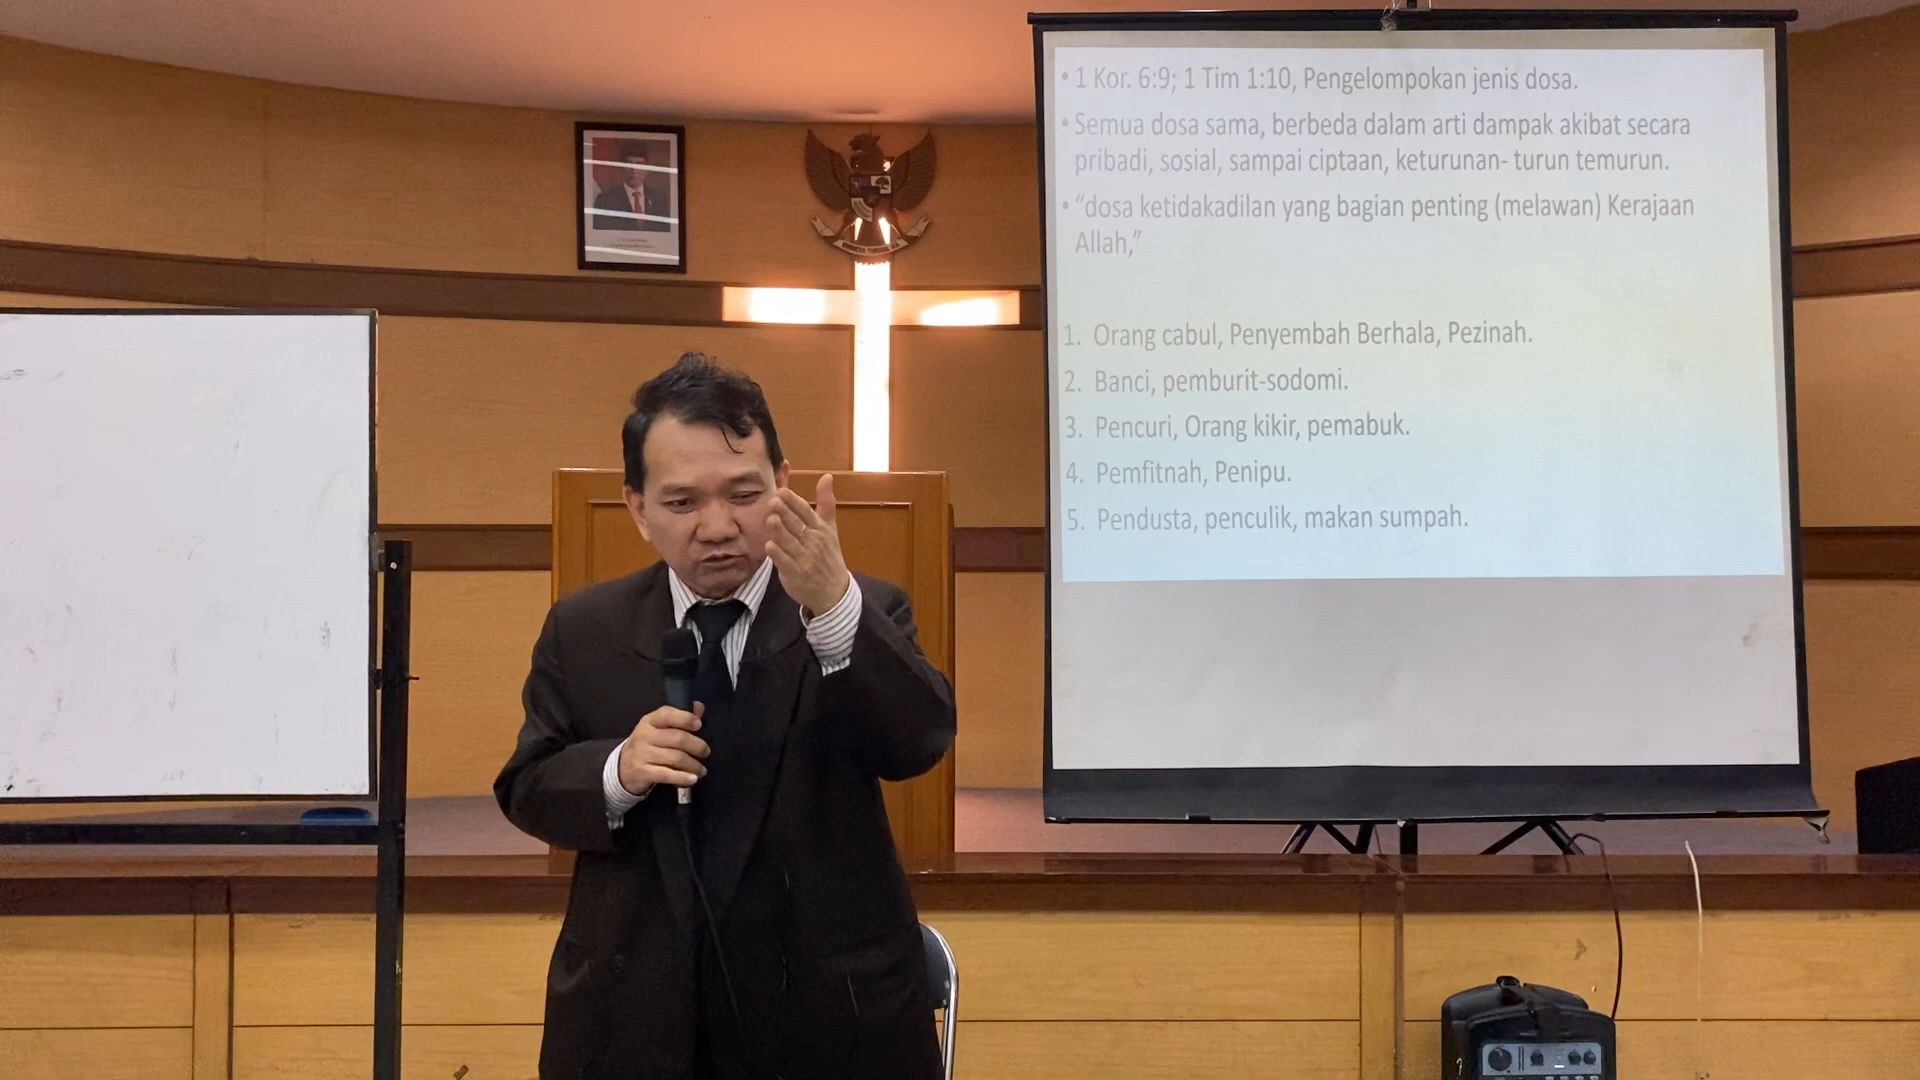 • 1 Kor. 6:9; 1 Tim 1:10, Pengelompokan jenis dosa.
• Semua dosa sama, berbeda dalam arti dampak akibat secara
pribadi, sosial, sampai ciptaan, keturunan- turun temurun.
• “dosa ketidakadilan yang bagian penting (melawan) Kerajaan
Allah,”
1. Orang cabul, Penyembah Berhala, Pezinah.
2. Banci, pemburit-sodomi.
3. Pencuri, Orang kikir, pemabuk.
4. Pemfitnah, Penipu.
5. Pendusta, penculik, makan sumpah.